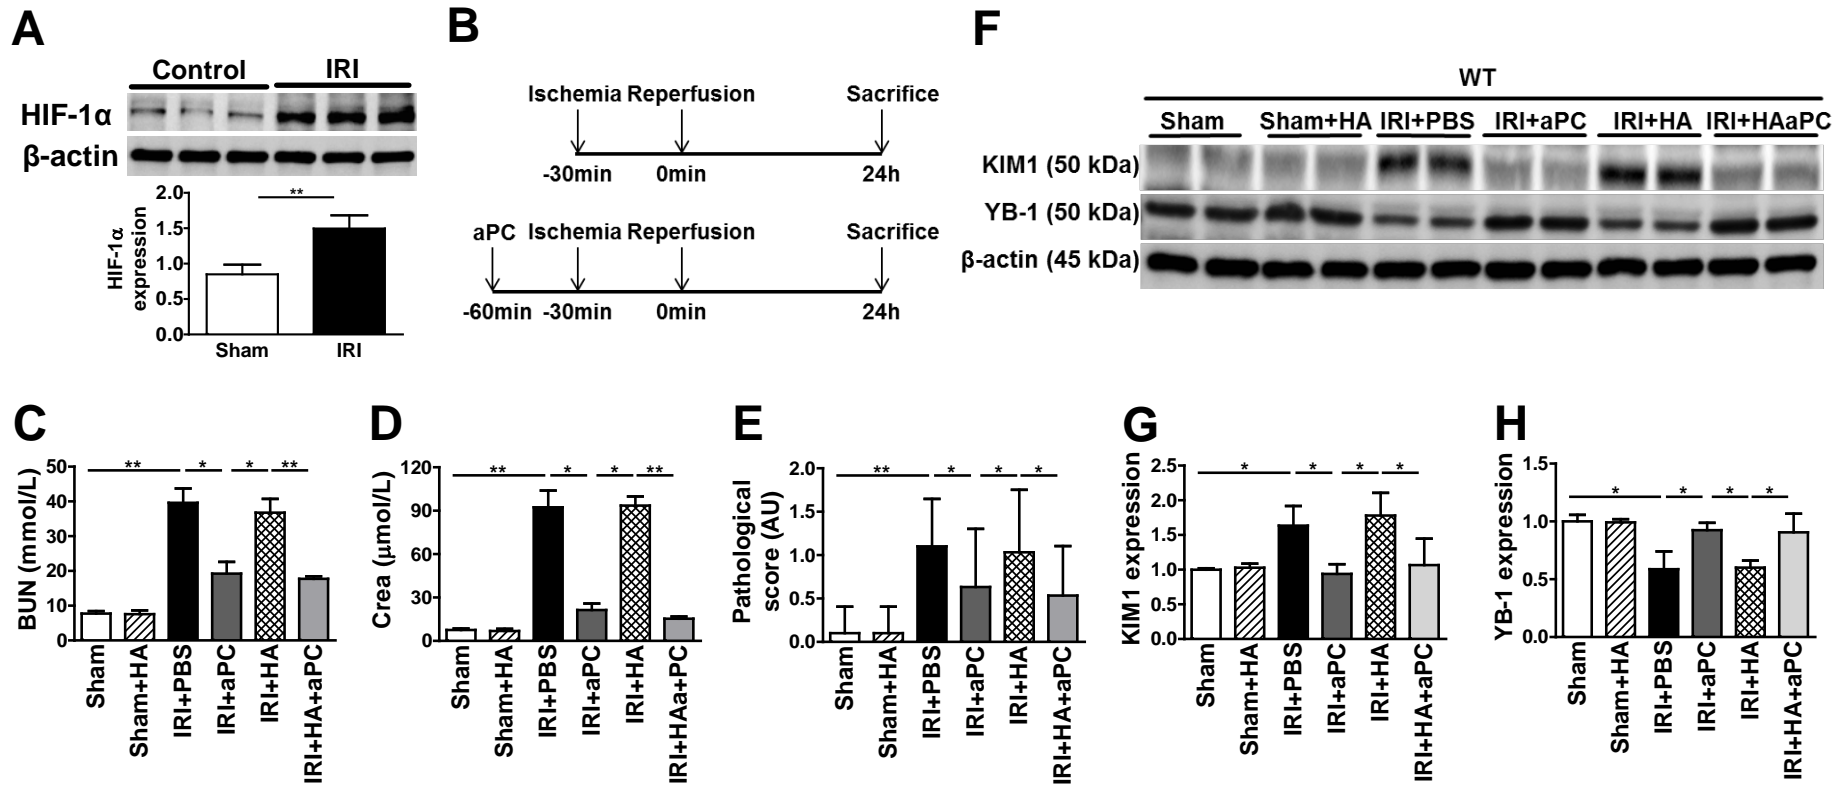 A
Control IRI
HIF-1α
β-actin
HIF-1α
expression
2.0
1.5
1.0
0.5
0.0
**
Sham IRI
B
Ischemia Reperfusion Sacrifice
-30min 0min 24h
aPC Ischemia Reperfusion Sacrifice
-60min -30min 0min 24h
F
WT
Sham Sham+HA IRI+PBS IRI+aPC IRI+HA IRI+HAaPC
KIM1 (50 kDa)
YB-1 (50 kDa)
β-actin (45 kDa)
C
BUN (mmol/L)
50
40
30
20
10
0
** * * **
Sham
Sham+HA
IRI+PBS
IRI+aPC
IRI+HA
IRI+HA+aPC
D
Crea (μmol/L)
120
90
60
30
0
** * * **
Sham
Sham+HA
IRI+PBS
IRI+aPC
IRI+HA
IRI+HAa+PC
E
Pathological
score (AU)
2.0
1.5
1.0
0.5
0.0
** * * *
Sham
Sham+HA
IRI+PBS
IRI+aPC
IRI+HA
IRI+HA+aPC
G
KIM1 expression
2.5
2.0
1.5
1.0
0.5
0.0
* * * *
Sham
Sham+HA
IRI+PBS
IRI+aPC
IRI+HA
IRI+HA+aPC
H
YB-1 expression
1.5
1.0
0.5
0.0
* * * *
Sham
Sham+HA
IRI+PBS
IRI+aPC
IRI+HA
IRI+HA+aPC